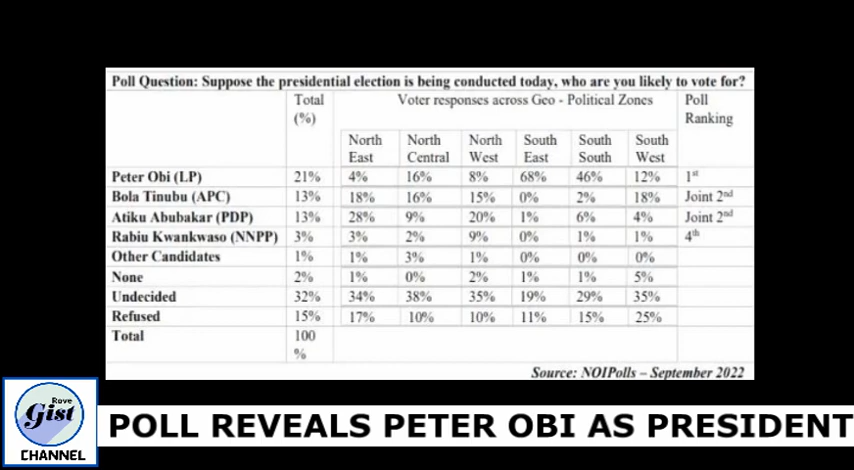 Poll Question: Suppose the presidential election is being conducted today, who are you likely to vote for?
Total (%) Voter responses across Geo - Political Zones Poll Ranking
North East North Central North West South East South South South West
Peter Obi (LP) 21% 4% 16% 8% 68% 46% 12% 1st
Bola Tinubu (APC) 13% 18% 16% 15% 0% 2% 18% Joint 2nd
Atiku Abubakar (PDP) 13% 28% 9% 20% 1% 6% 4% Joint 2nd
Rabiu Kwankwaso (NNPP) 3% 3% 2% 9% 0% 1% 1% 4th
Other Candidates 1% 1% 3% 1% 0% 0% 0%
None 2% 1% 0% 2% 1% 1% 5%
Undecided 32% 34% 38% 35% 19% 29% 35%
Refused 15% 17% 10% 10% 11% 15% 25%
Total 100 %
Source: NOIPolls – September 2022
Rove
Gist
CHANNEL
POLL REVEALS PETER OBI AS PRESIDENT